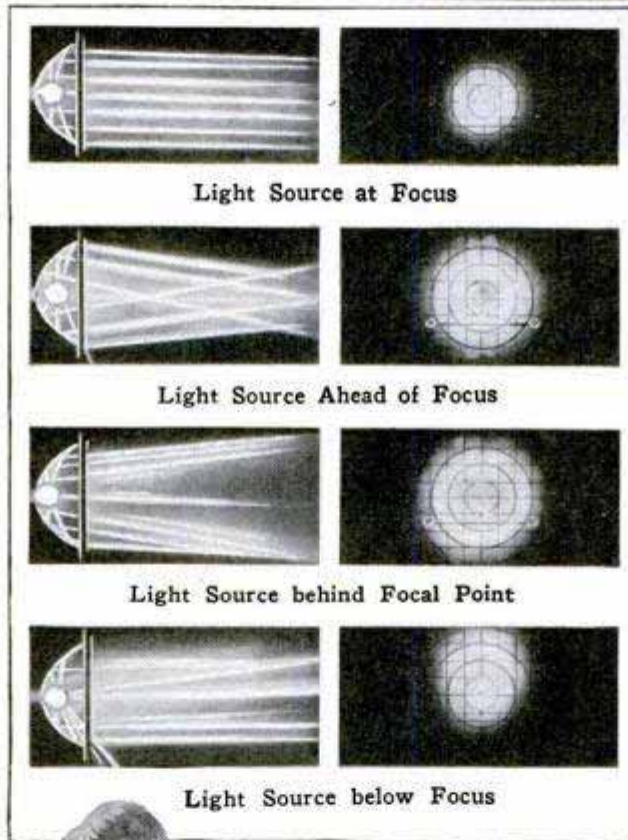 Light Source at Focus
Light Source Ahead of Focus
Light Source behind Focal Point
Light Source below Focus